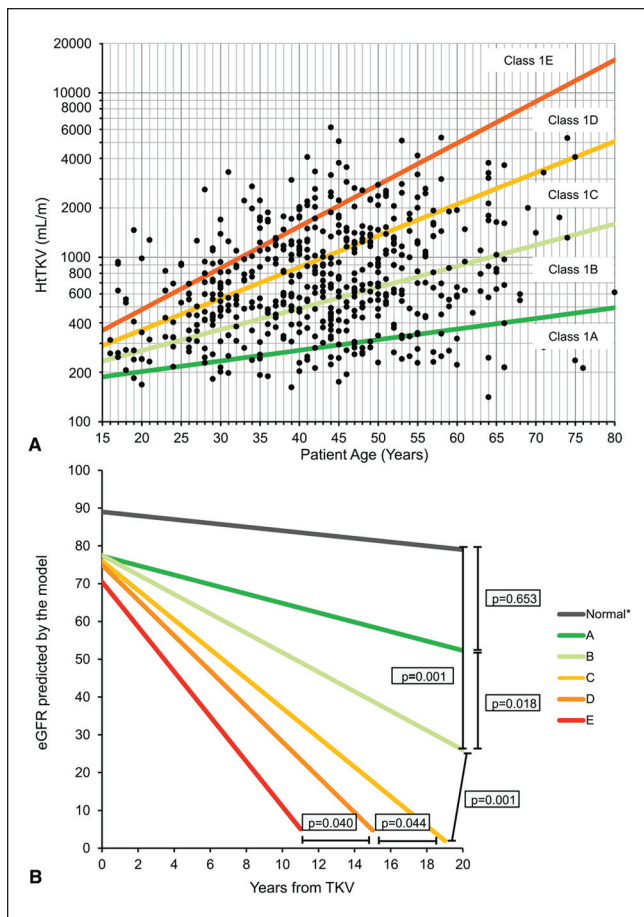 20000
10000
8000
6000
4000
2000
1000
800
600
400
200
100
HtTKV (mL/m)
Class 1E
Class 1D
Class 1C
Class 1B
Class 1A
15 20 25 30 35 40 45 50 55 60 65 70 75 80
Patient Age (Years)
A
100
90
80
70
60
50
40
30
20
10
0
eGFR predicted by the model
p=0.653
p=0.001
p=0.018
p=0.001
p=0.040
p=0.044
Normal*
A
B
C
D
E
0 2 4 6 8 10 12 14 16 18 20
Years from TKV
B